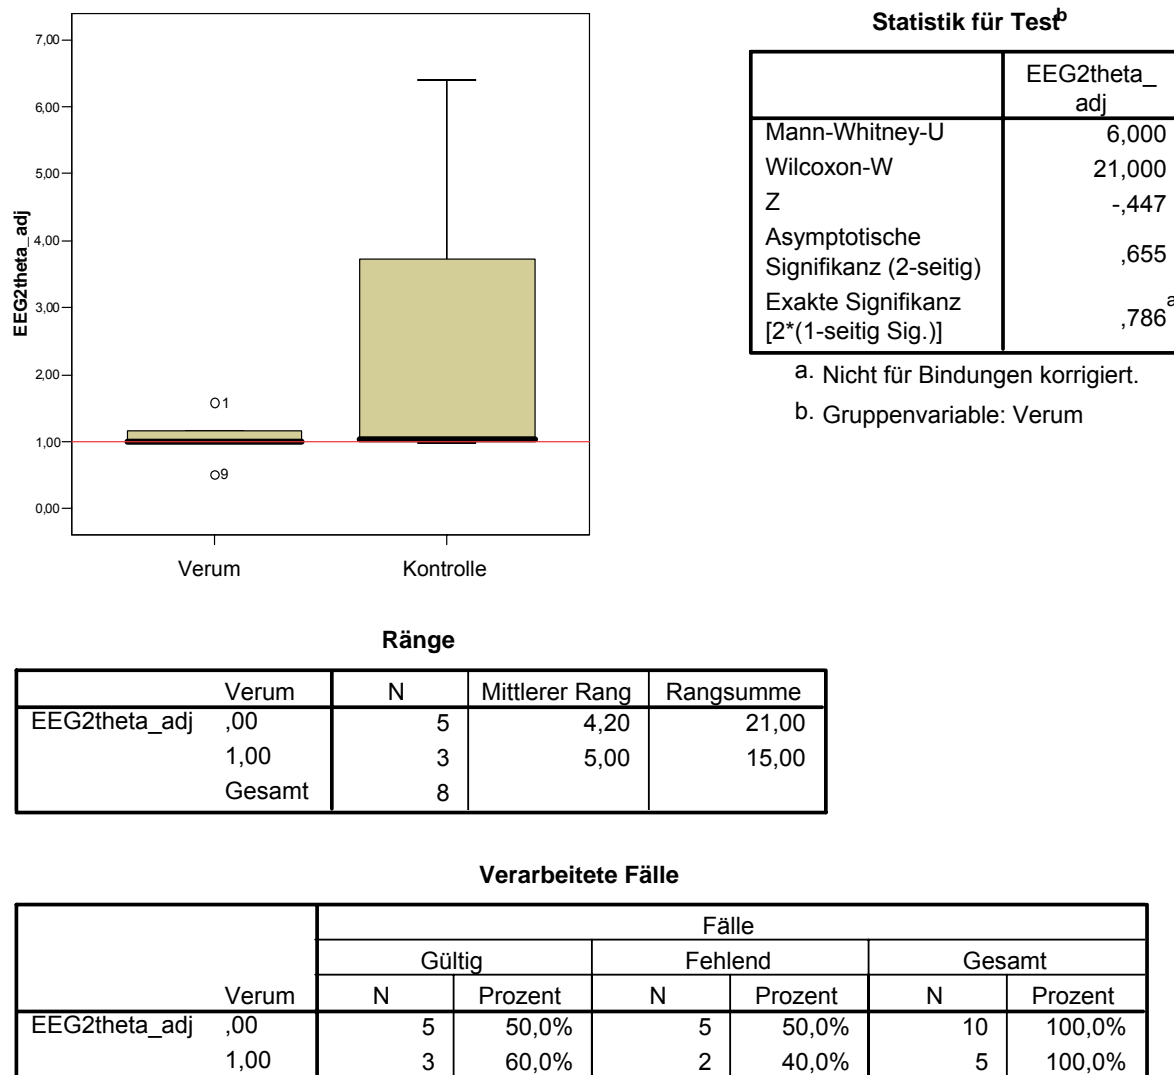 7,00
6,00
5,00
4,00
3,00
2,00
1,00
0,00
EEG2theta_adj
1
9
Verum Kontrolle
Statistik für Test b
EEG2theta_
adj
Mann-Whitney-U 6,000
Wilcoxon-W 21,000
Z -,447
Asymptotische
Signifikanz (2-seitig) ,655
Exakte Signifikanz
[2*(1-seitig Sig.)] ,786 a
a. Nicht für Bindungen korrigiert.
b. Gruppenvariable: Verum
Ränge
Verum N Mittlerer Rang Rangsumme
EEG2theta_adj ,00 5 4,20 21,00
1,00 3 5,00 15,00
Gesamt 8
Verarbeitete Fälle
Fälle
Gültig Fehlend Gesamt
Verum N Prozent N Prozent N Prozent
EEG2theta_adj ,00 5 50,0% 5 50,0% 10 100,0%
1,00 3 60,0% 2 40,0% 5 100,0%